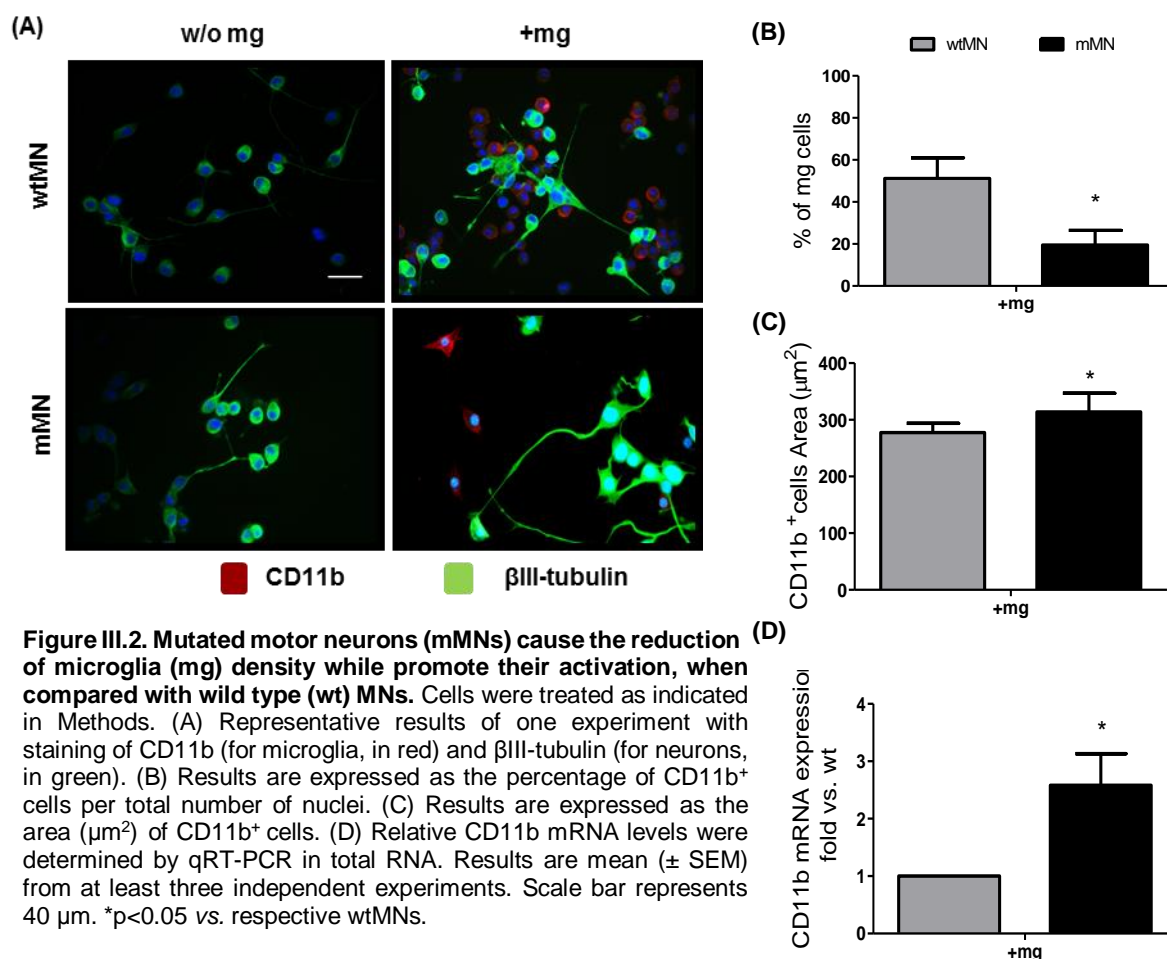 (A)
w/o mg
+mg
wtMN
mMN
CD11b
βIII-tubulin
(B)
wtMN
mMN
% of mg cells
100
80
60
40
20
0
*
+mg
(C)
CD11b +cells Area (µm²)
400
300
200
100
0
*
+mg
(D)
CD11b mRNA expression
fold vs. wt
4
3
2
1
0
*
+mg
Figure III.2. Mutated motor neurons (mMNs) cause the reduction
of microglia (mg) density while promote their activation, when
compared with wild type (wt) MNs. Cells were treated as indicated
in Methods. (A) Representative results of one experiment with
staining of CD11b (for microglia, in red) and βIII-tubulin (for neurons,
in green). (B) Results are expressed as the percentage of CD11b⁺
cells per total number of nuclei. (C) Results are expressed as the
area (µm²) of CD11b⁺ cells. (D) Relative CD11b mRNA levels were
determined by qRT-PCR in total RNA. Results are mean (± SEM)
from at least three independent experiments. Scale bar represents
40 µm. *p<0.05 vs. respective wtMNs.